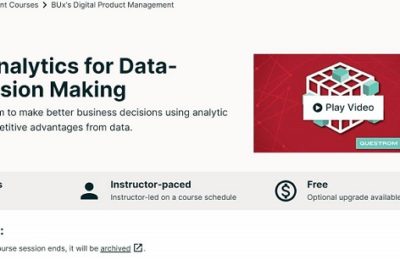 nt Courses > BUx's Digital Product Management
nalytics for Data-
sion Making
m to make better business decisions using analytic
petitive advantages from data.
Play Video
QUESTROM
s
Instructor-paced
Instructor-led on a course schedule
Free
Optional upgrade available
:
ourse session ends, it will be archived